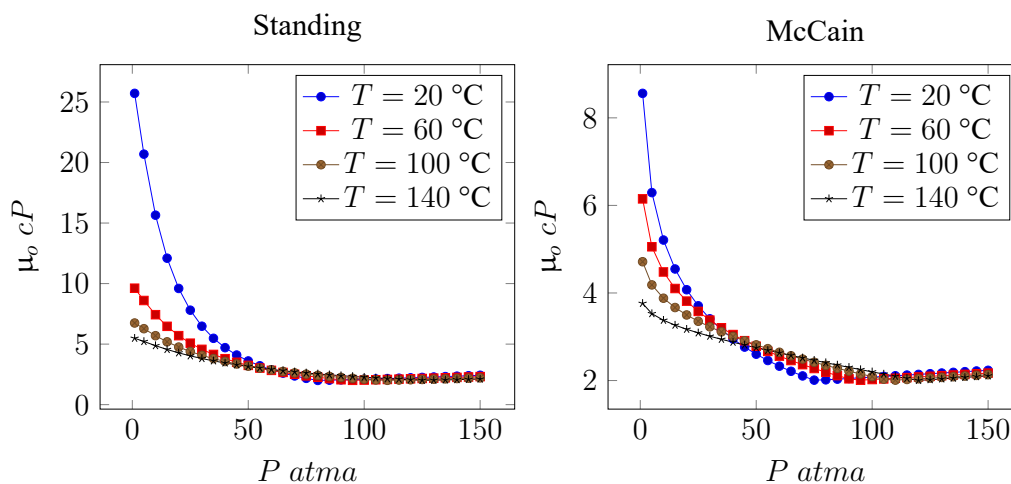 Standing
T = 20 °C
T = 60 °C
T = 100 °C
T = 140 °C
25
20
15
10
5
0
μo cP
0 50 100 150
P atma
McCain
T = 20 °C
T = 60 °C
T = 100 °C
T = 140 °C
8
6
4
2
μo cP
0 50 100 150
P atma